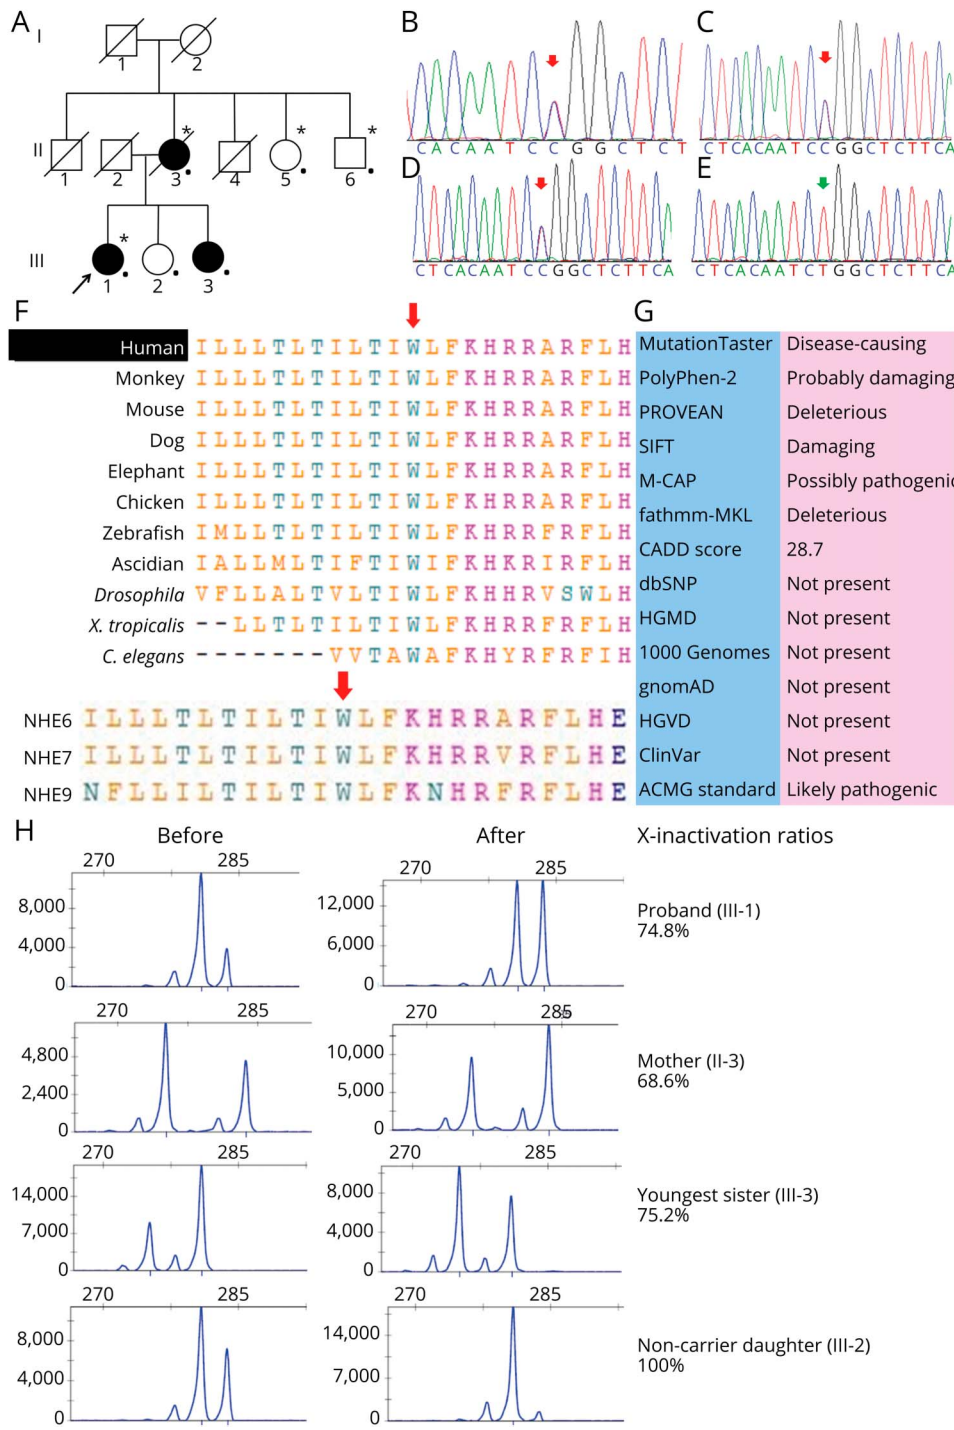 A
I
1
2
*
*
*
II
1
2
3
4
5
6
*
III
1
2
3
B
C A C A A T C C G G C T C T
C
C T C A C A A T C C G G C T C T T C A
D
C T C A C A A T C C G G C T C T T C A
E
C T C A C A A T C T G G C T C T T C A
F
Human I L L L T L T I L T I W L F K H R R A R F L H
Monkey I L L L T L T I L T I W L F K H R R A R F L H
Mouse I L L L T L T I L T I W L F K H R R A R F L H
Dog I L L L T L T I L T I W L F K H R R A R F L H
Elephant I L L L T L T I L T I W L F K H R R A R F L H
Chicken I L L L T L T I L T I W L F K H R R A R F L H
Zebrafish I M L L T L T I L T I W L F K H R R F R F L H
Ascidian I A L L M L T I F T I W L F K H K R I R F L H
Drosophila V F L L A L T V L T I W L F K H H R V S W L H
X. tropicalis - - L L T L T I L T I W L F K H R R F R F L H
C. elegans - - - - - - - V V T A W A F K H Y R F R F I H
NHE6 I L L L T L T I L T I W L F K H R R A R F L H E
NHE7 I L L L T L T I L T I W L F K H R R V R F L H E
NHE9 N F L L I L T I L T I W L F K N H R F R F L H E
G
MutationTaster Disease-causing
PolyPhen-2 Probably damaging
PROVEAN Deleterious
SIFT Damaging
M-CAP Possibly pathogenic
fathmm-MKL Deleterious
CADD score 28.7
dbSNP Not present
HGMD Not present
1000 Genomes Not present
gnomAD Not present
HGVD Not present
ClinVar Not present
ACMG standard Likely pathogenic
H
Before After X-inactivation ratios
270 285
8,000
4,000
0
270 285
12,000
6,000
0
Proband (III-1)
74.8%
270 285
4,800
2,400
0
270 285
10,000
5,000
0
Mother (II-3)
68.6%
270 285
14,000
7,000
0
270 285
8,000
4,000
0
Youngest sister (III-3)
75.2%
270 285
8,000
4,000
0
270 285
14,000
7,000
0
Non-carrier daughter (III-2)
100%